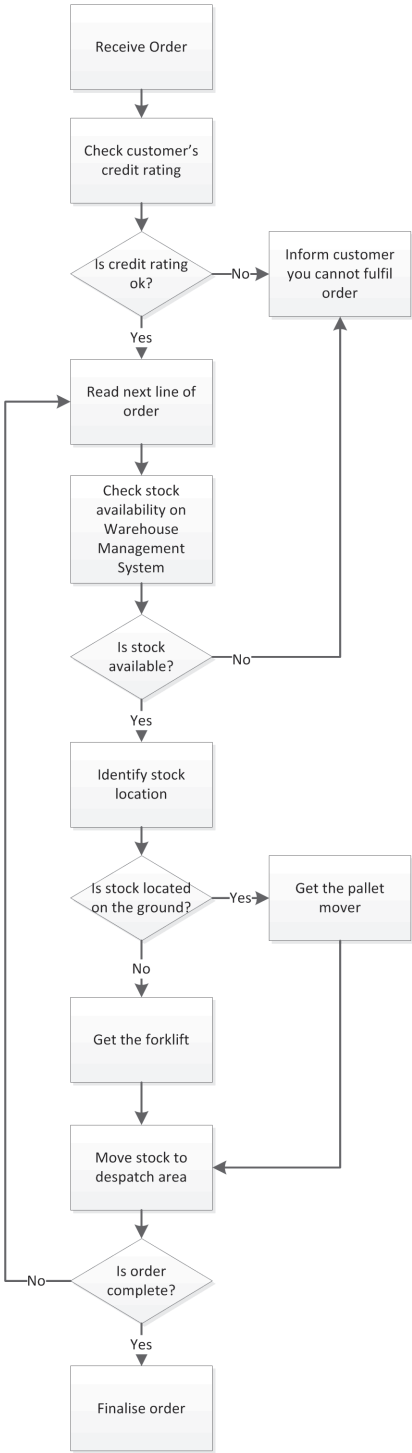 Receive Order
Check customer's
credit rating
Is credit rating
ok?
No
Inform customer
you cannot fulfil
order
Yes
Read next line of
order
Check stock
availability on
Warehouse
Management
System
Is stock
available?
No
Yes
Identify stock
location
Is stock located
on the ground?
Yes
Get the pallet
mover
No
Get the forklift
Move stock to
despatch area
Is order
complete?
No
Yes
Finalise order